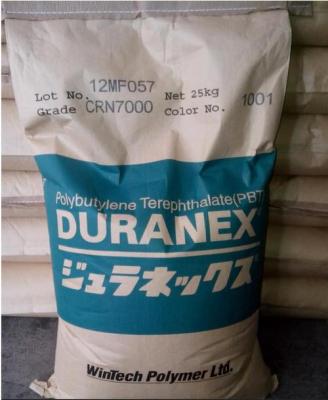 Lot No. 12MF057 Net 25kg
Grade CRN7000 Color No. 1001
Polybutylene Terephthalate(PBT
DURANEX®
ジュラネックス®
WinTech Polymer Ltd.